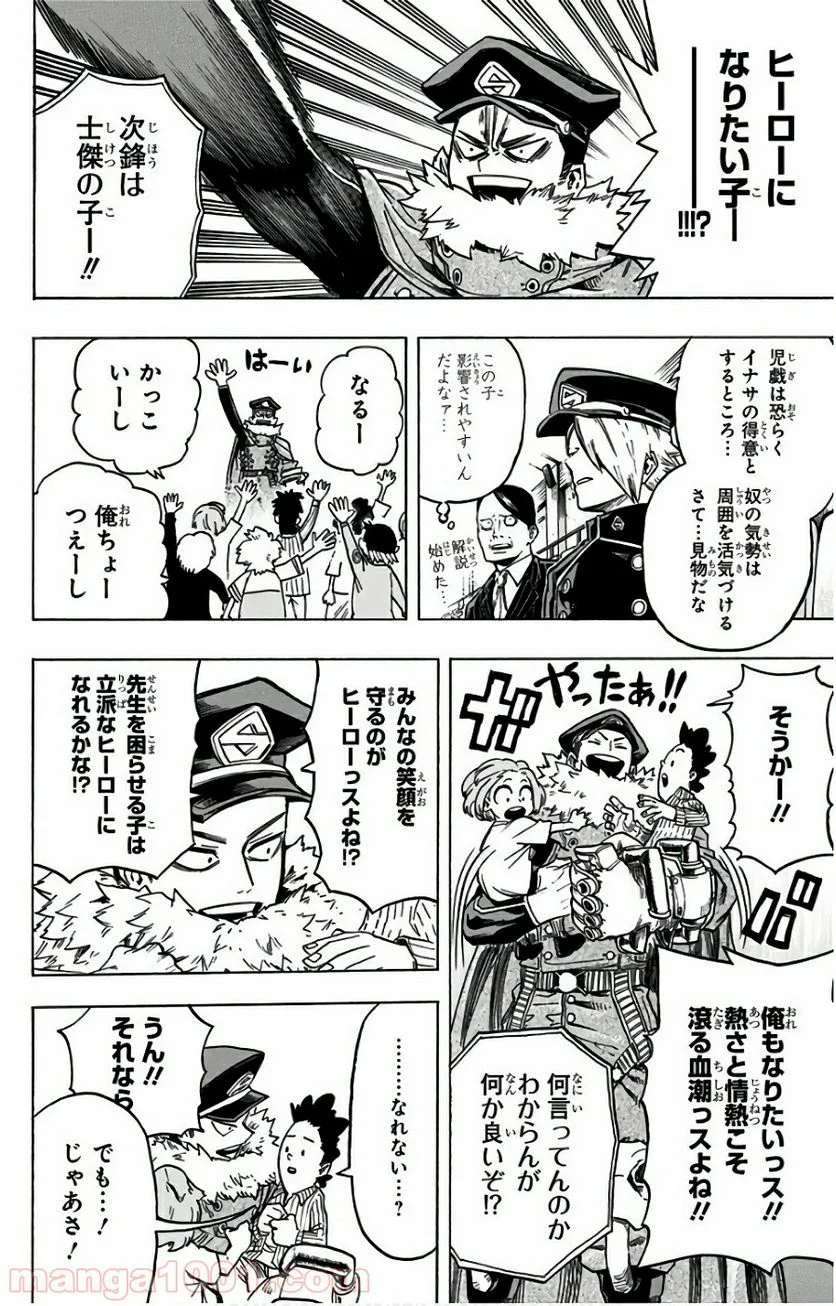 ヒーローに
なりたい子ー
―――!!!?
次鋒は
士傑の子ー!!
児戯は恐らく
イナサの得意と
するところ…
奴の気勢は
周囲を活気づける
さて…見物だな
この子
影響されやすいん
だよなァ…
解説
始めた…
なるー
はーい
かっこ
いーし
俺ちょー
つえーし
そうかー!!
やったぁ!!
俺もなりたいっス!!
熱さと情熱こそ
滾る血潮っスよね!!
何言ってんのか
わからんが
何か良いぞ!?
みんなの笑顔を
守るのが
ヒーローっスよね!?
先生を困らせる子は
立派なヒーローに
なれるかな!?
………
なれない…?
うん!!
それなら
でも…!
じゃあさ!
manga1001.com